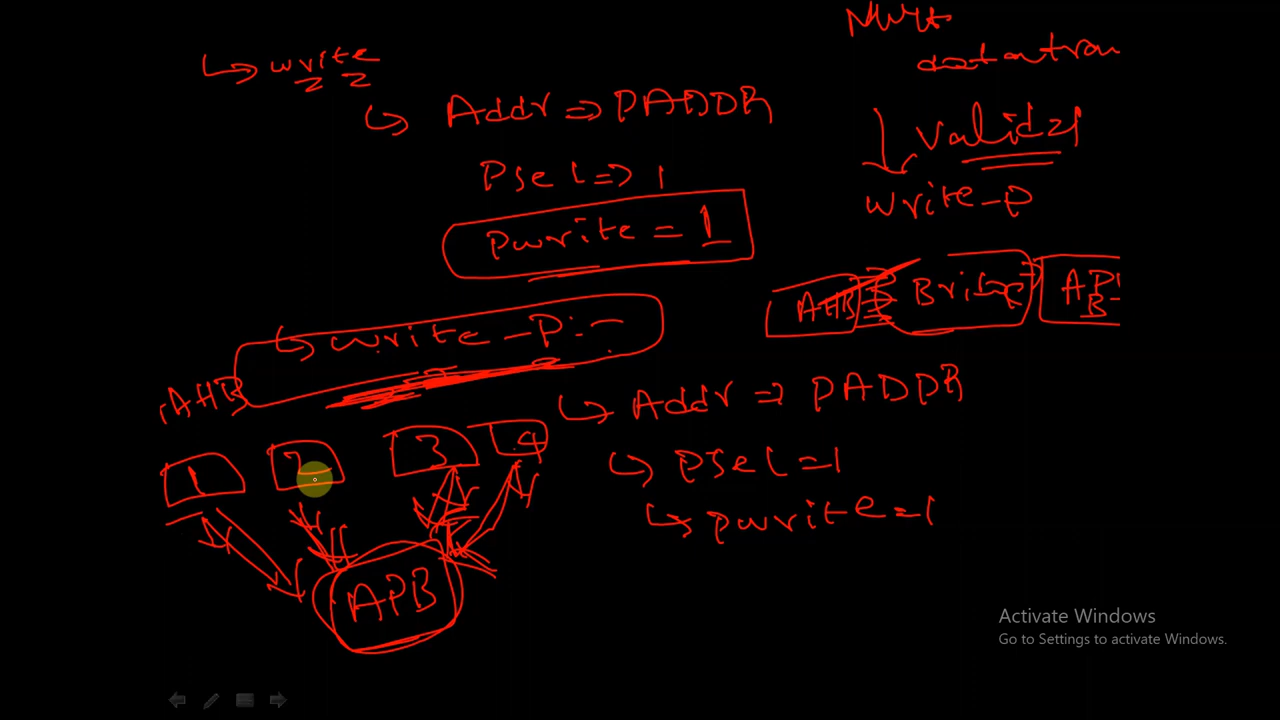 ↳ write
↳ Addr => PADDR
Psel => 1
Pwrite = 1
↳ write - P :-
valid = 1
write - p
AHB Bridge APB
AHB
1 2 3 4
APB
↳ Addr => PADDR
↳ psel = 1
↳ pwrite = 1
Activate Windows
Go to Settings to activate Windows.